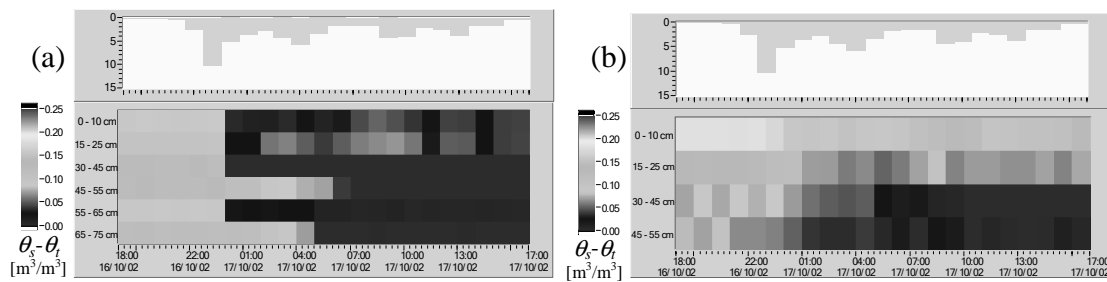 (a)
0
5
10
15
0.25
0.20
0.15
0.10
0.05
0.00
θs-θt
[m³/m³]
0 - 10 cm
15 - 25 cm
30 - 45 cm
45 - 55 cm
55 - 65 cm
65 - 75 cm
18:00 22:00 01:00 04:00 07:00 10:00 13:00 17:00
16/10/02 16/10/02 17/10/02 17/10/02 17/10/02 17/10/02 17/10/02 17/10/02
(b)
0
5
10
15
0.25
0.20
0.15
0.10
0.05
0.00
θs-θt
[m³/m³]
0 - 10 cm
15 - 25 cm
30 - 45 cm
45 - 55 cm
18:00 22:00 01:00 04:00 07:00 10:00 13:00 17:00
16/10/02 16/10/02 17/10/02 17/10/02 17/10/02 17/10/02 17/10/02 17/10/02